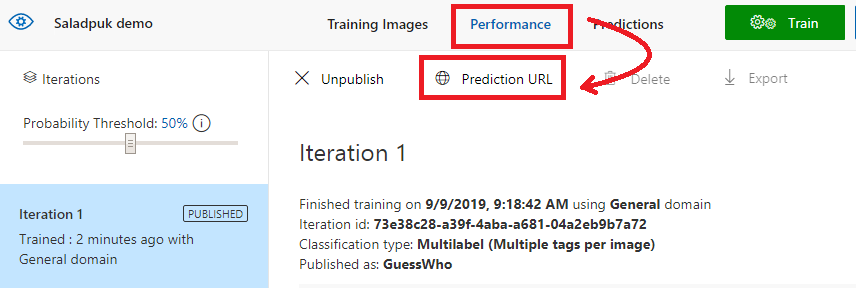 Saladpuk demo
Training Images
Performance
Predictions
Train
Iterations
Unpublish
Prediction URL
Delete
Export
Probability Threshold: 50%
Iteration 1
Finished training on 9/9/2019, 9:18:42 AM using General domain
Iteration id: 73e38c28-a39f-4aba-a681-04a2eb9b7a72
Classification type: Multilabel (Multiple tags per image)
Published as: GuessWho
Iteration 1
PUBLISHED
Trained : 2 minutes ago with
General domain